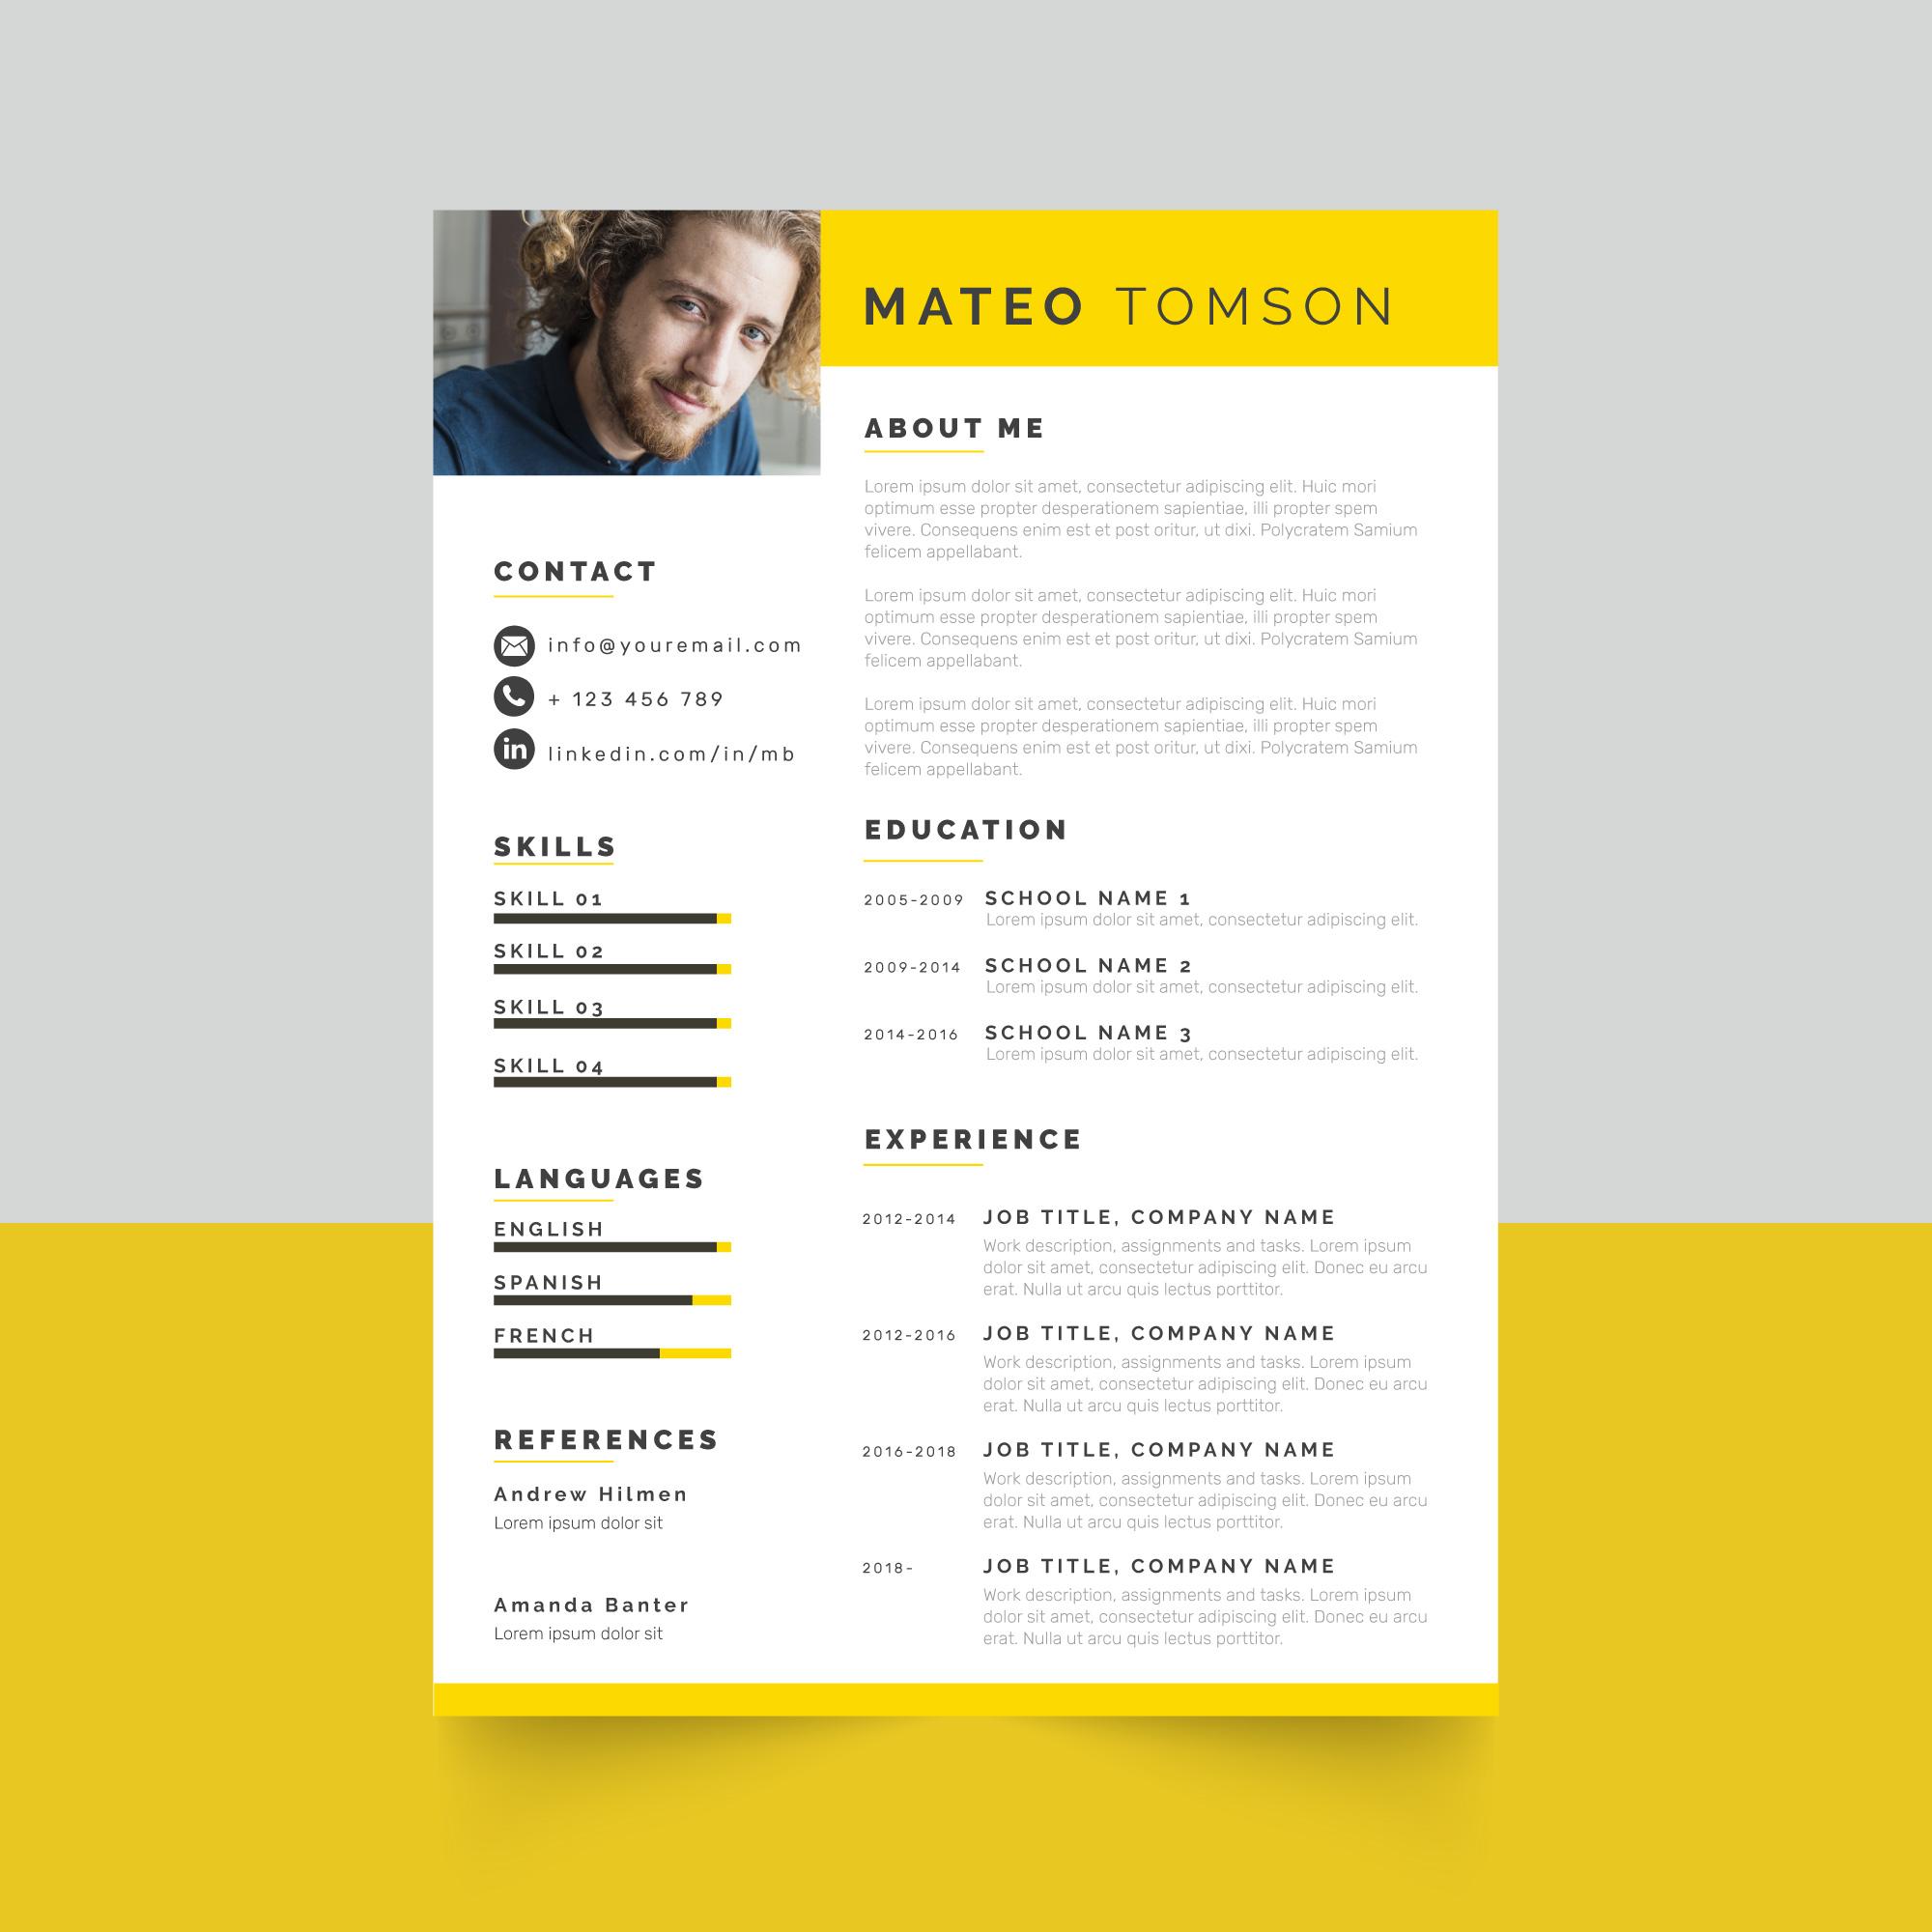 MATEO TOMSON
CONTACT
info@youremail.com
+ 123 456 789
in
linkedin.com/in/mb
SKILLS
SKILL 01
SKILL 02
SKILL 03
SKILL 04
LANGUAGES
ENGLISH
SPANISH
FRENCH
REFERENCES
Andrew Hilmen
Lorem ipsum dolor sit
Amanda Banter
Lorem ipsum dolor sit
ABOUT ME
Lorem ipsum dolor sit amet, consectetur adipiscing elit. Huic mori
optimum esse propter desperationem sapientiae, illi propter spem
vivere. Consequens enim est et post oritur, ut dixi. Polycratem Samium
felicem appellabant.
Lorem ipsum dolor sit amet, consectetur adipiscing elit. Huic mori
optimum esse propter desperationem sapientiae, illi propter spem
vivere. Consequens enim est et post oritur, ut dixi. Polycratem Samium
felicem appellabant.
Lorem ipsum dolor sit amet, consectetur adipiscing elit. Huic mori
optimum esse propter desperationem sapientiae, illi propter spem
vivere. Consequens enim est et post oritur, ut dixi. Polycratem Samium
felicem appellabant.
EDUCATION
2005-2009 SCHOOL NAME 1
Lorem ipsum dolor sit amet, consectetur adipiscing elit.
2009-2014 SCHOOL NAME 2
Lorem ipsum dolor sit amet, consectetur adipiscing elit.
2014-2016 SCHOOL NAME 3
Lorem ipsum dolor sit amet, consectetur adipiscing elit.
EXPERIENCE
2012-2014 JOB TITLE, COMPANY NAME
Work description, assignments and tasks. Lorem ipsum
dolor sit amet, consectetur adipiscing elit. Donec eu arcu
erat. Nulla ut arcu quis lectus porttitor.
2012-2016 JOB TITLE, COMPANY NAME
Work description, assignments and tasks. Lorem ipsum
dolor sit amet, consectetur adipiscing elit. Donec eu arcu
erat. Nulla ut arcu quis lectus porttitor.
2016-2018 JOB TITLE, COMPANY NAME
Work description, assignments and tasks. Lorem ipsum
dolor sit amet, consectetur adipiscing elit. Donec eu arcu
erat. Nulla ut arcu quis lectus porttitor.
2018- JOB TITLE, COMPANY NAME
Work description, assignments and tasks. Lorem ipsum
dolor sit amet, consectetur adipiscing elit. Donec eu arcu
erat. Nulla ut arcu quis lectus porttitor.